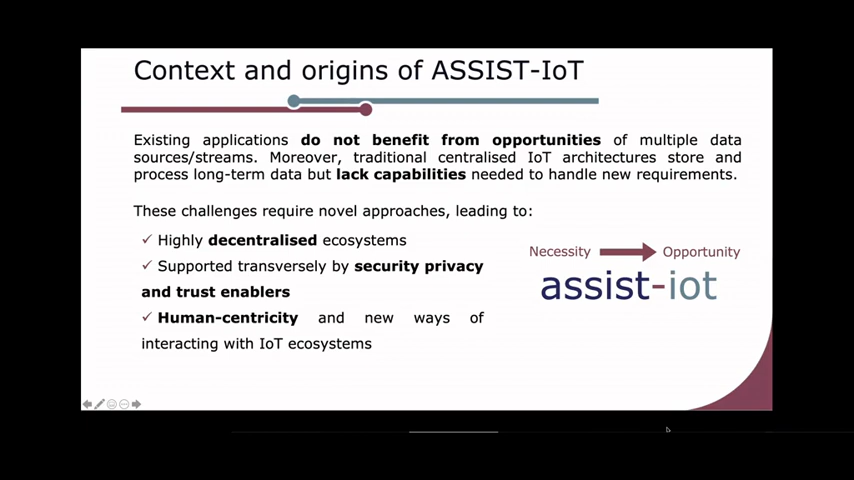 Context and origins of ASSIST-IoT
Existing applications do not benefit from opportunities of multiple data
sources/streams. Moreover, traditional centralised IoT architectures store and
process long-term data but lack capabilities needed to handle new requirements.
These challenges require novel approaches, leading to:
✓ Highly decentralised ecosystems
✓ Supported transversely by security privacy
and trust enablers
✓ Human-centricity and new ways of
interacting with IoT ecosystems
Necessity Opportunity
assist-iot